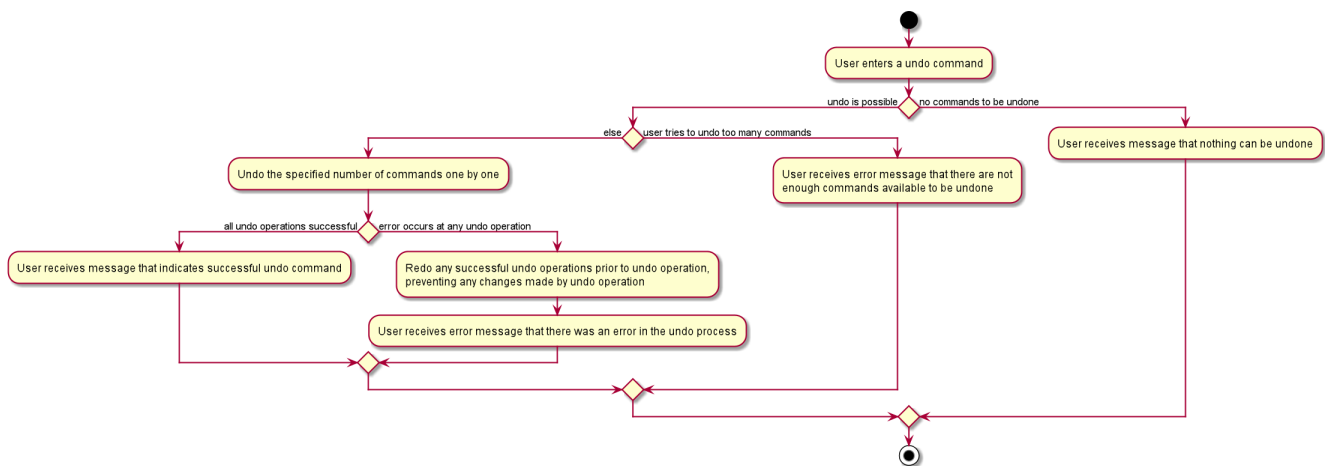 User enters a undo command
undo is possible
no commands to be undone
else
user tries to undo too many commands
User receives message that nothing can be undone
Undo the specified number of commands one by one
User receives error message that there are not
enough commands available to be undone
all undo operations successful
error occurs at any undo operation
User receives message that indicates successful undo command
Redo any successful undo operations prior to undo operation,
preventing any changes made by undo operation
User receives error message that there was an error in the undo process